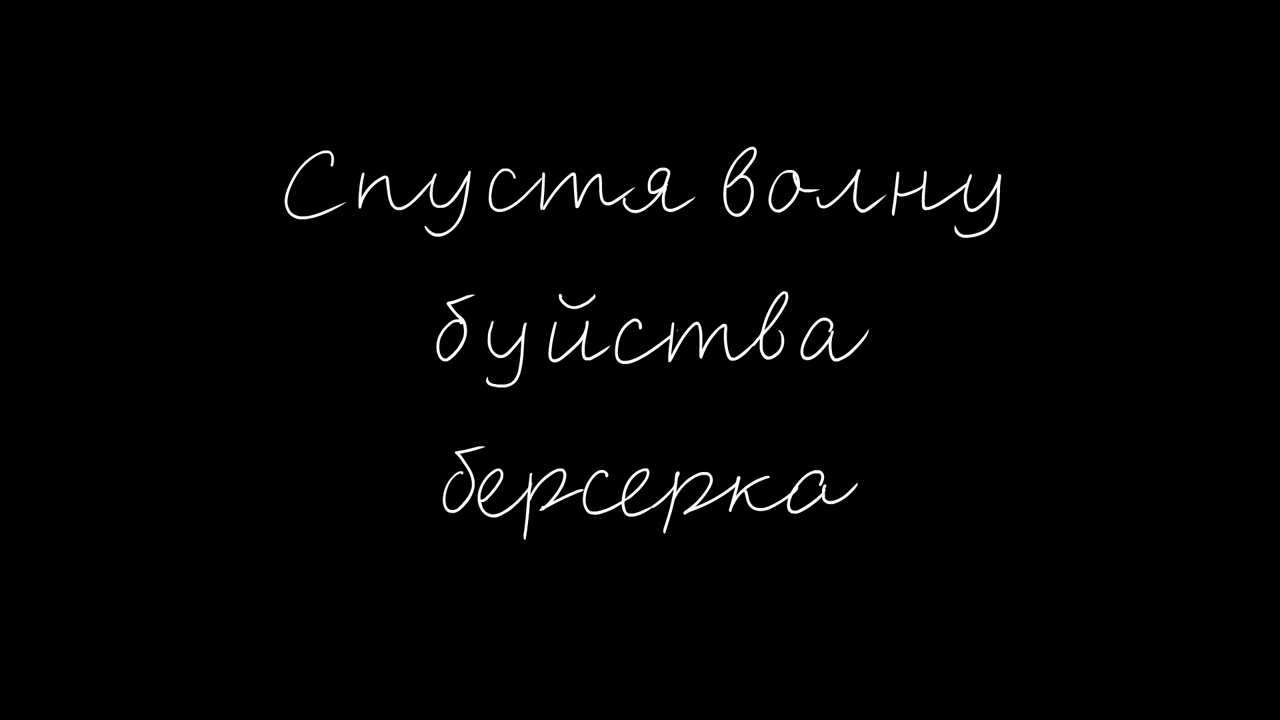 Спустя волну
буйства
берсерка